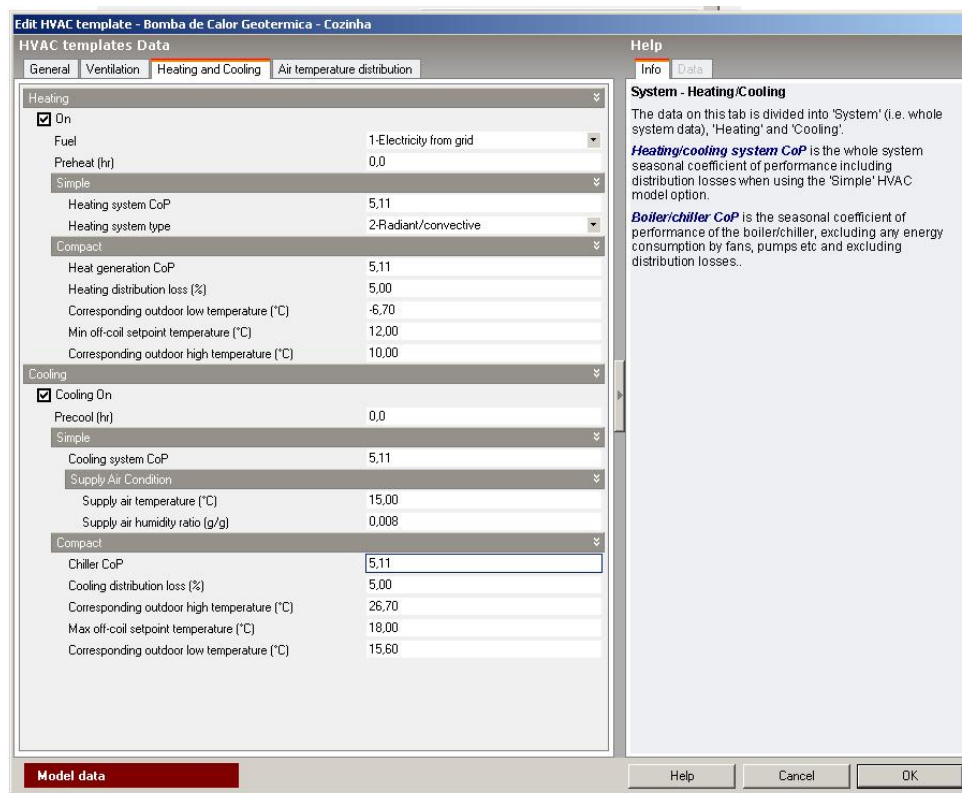 Edit HVAC template - Bomba de Calor Geotermica - Cozinha
HVAC templates Data
General Ventilation Heating and Cooling Air temperature distribution
Heating
On
Fuel 1-Electricity from grid
Preheat (hr) 0,0
Simple
Heating system CoP 5,11
Heating system type 2-Radiant/convective
Compact
Heat generation CoP 5,11
Heating distribution loss (%) 5,00
Corresponding outdoor low temperature (°C) -6,70
Min off-coil setpoint temperature (°C) 12,00
Corresponding outdoor high temperature (°C) 10,00
Cooling
Cooling On
Precool (hr) 0,0
Simple
Cooling system CoP 5,11
Supply Air Condition
Supply air temperature (°C) 15,00
Supply air humidity ratio (g/g) 0,008
Compact
Chiller CoP 5,11
Cooling distribution loss (%) 5,00
Corresponding outdoor high temperature (°C) 26,70
Max off-coil setpoint temperature (°C) 18,00
Corresponding outdoor low temperature (°C) 15,60
Model data
Help
Info Data
System - Heating/Cooling
The data on this tab is divided into 'System' (i.e. whole
system data), 'Heating' and 'Cooling'.
Heating/cooling system CoP is the whole system
seasonal coefficient of performance including
distribution losses when using the 'Simple' HVAC
model option.
Boiler/chiller CoP is the seasonal coefficient of
performance of the boiler/chiller, excluding any energy
consumption by fans, pumps etc and excluding
distribution losses..
Help Cancel OK